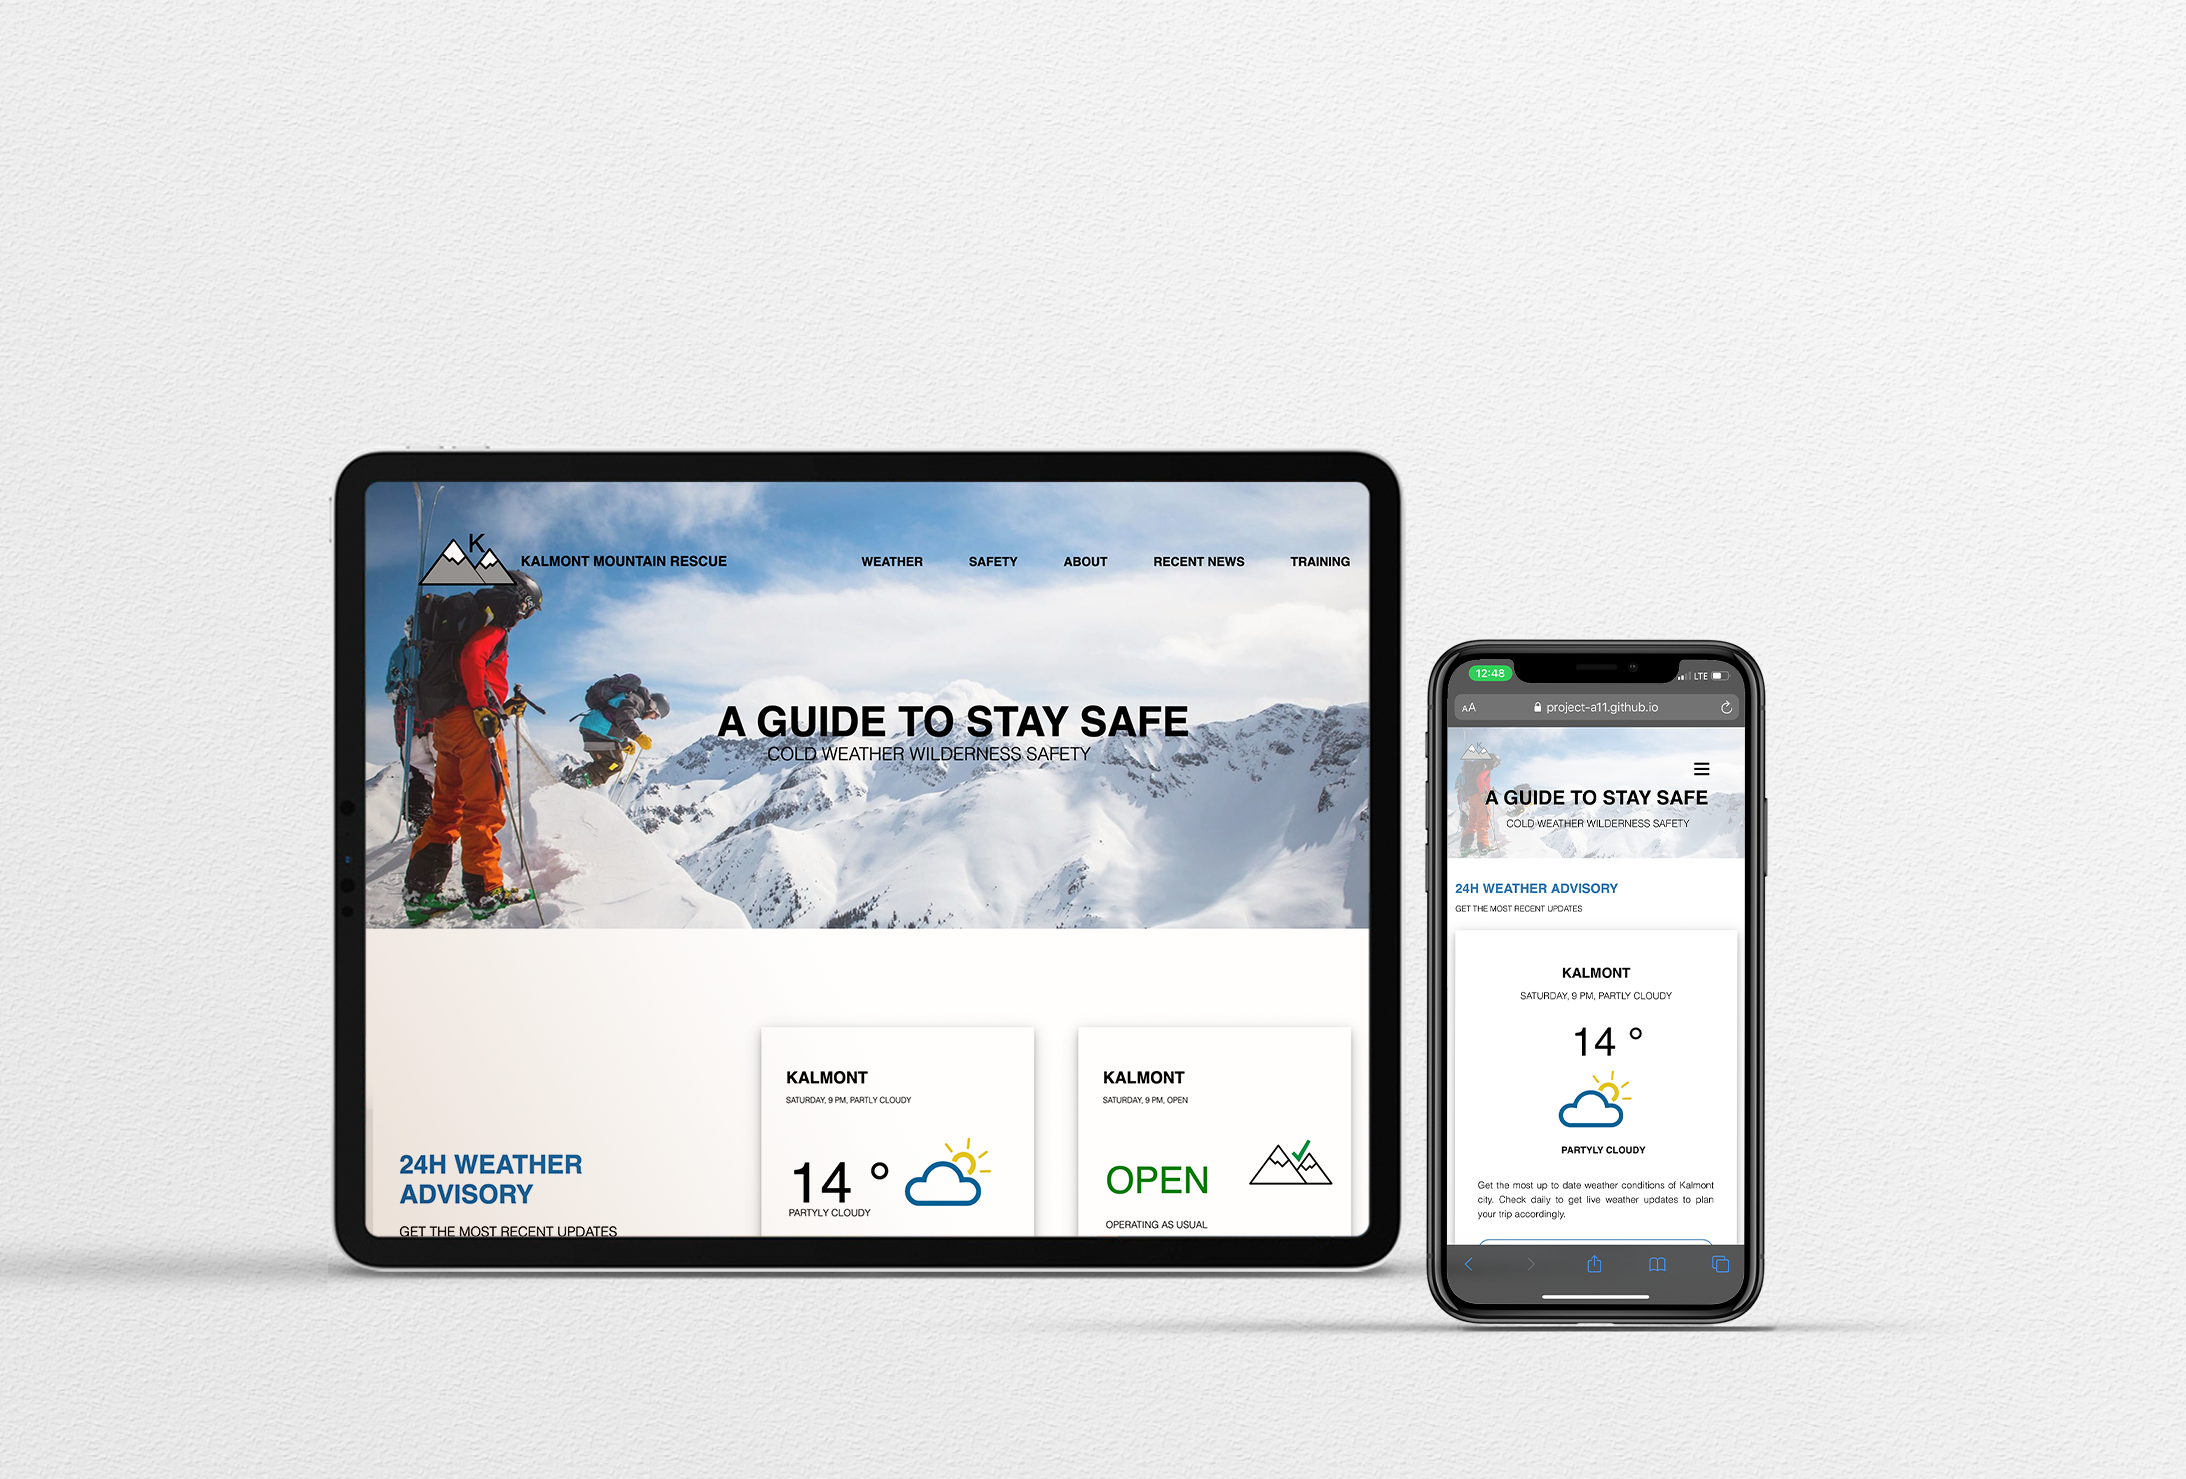 K
KALMONT MOUNTAIN RESCUE
WEATHER SAFETY ABOUT RECENT NEWS TRAINING
A GUIDE TO STAY SAFE
COLD WEATHER WILDERNESS SAFETY
24H WEATHER
ADVISORY
GET THE MOST RECENT UPDATES
KALMONT
SATURDAY, 9 PM, PARTLY CLOUDY
14 °
PARTYLY CLOUDY
KALMONT
SATURDAY, 9 PM, OPEN
OPEN
OPERATING AS USUAL
12:48
LTE
AA project-a11.github.io
K
A GUIDE TO STAY SAFE
COLD WEATHER WILDERNESS SAFETY
24H WEATHER ADVISORY
GET THE MOST RECENT UPDATES
KALMONT
SATURDAY, 9 PM, PARTLY CLOUDY
14 °
PARTYLY CLOUDY
Get the most up to date weather conditions of Kalmont
city. Check daily to get live weather updates to plan
your trip accordingly.